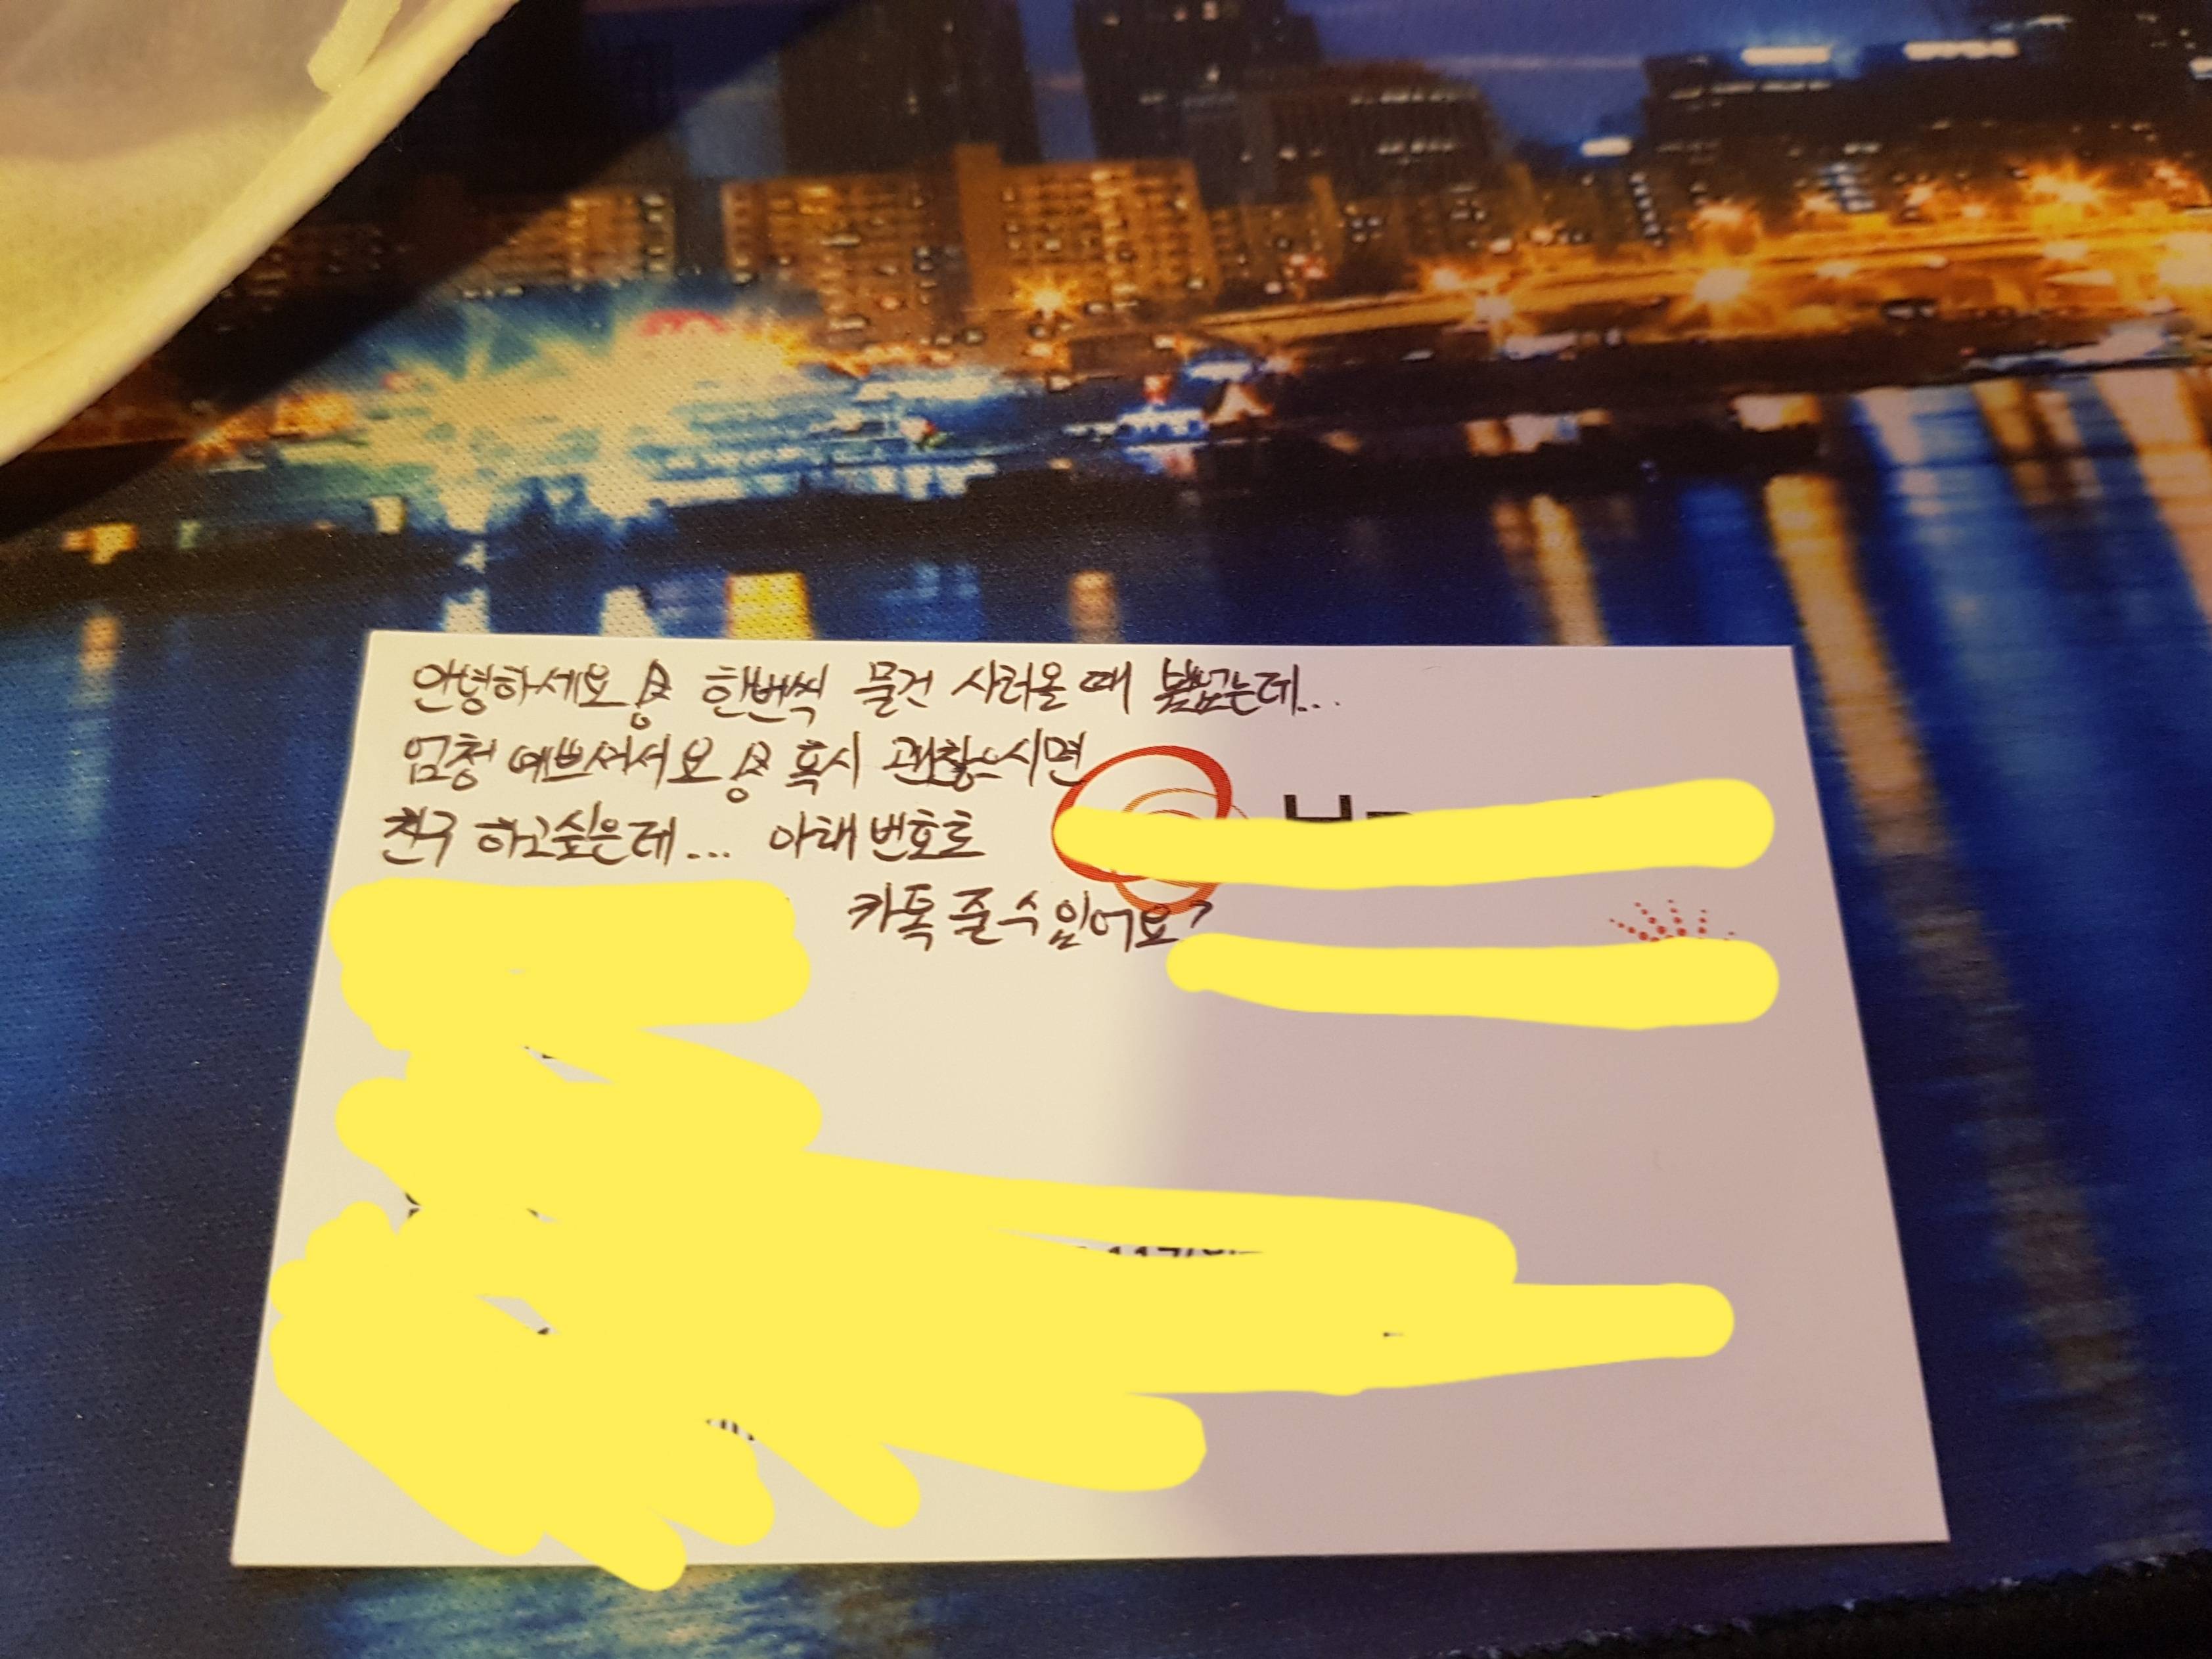 안녕하세요 한번씩 물건 사러올 때 뵀었는데...
엄청 예쁘셔서요 혹시 괜찮으시면
친구 하고싶은데... 아래 번호로
카톡 줄 수 있어요?